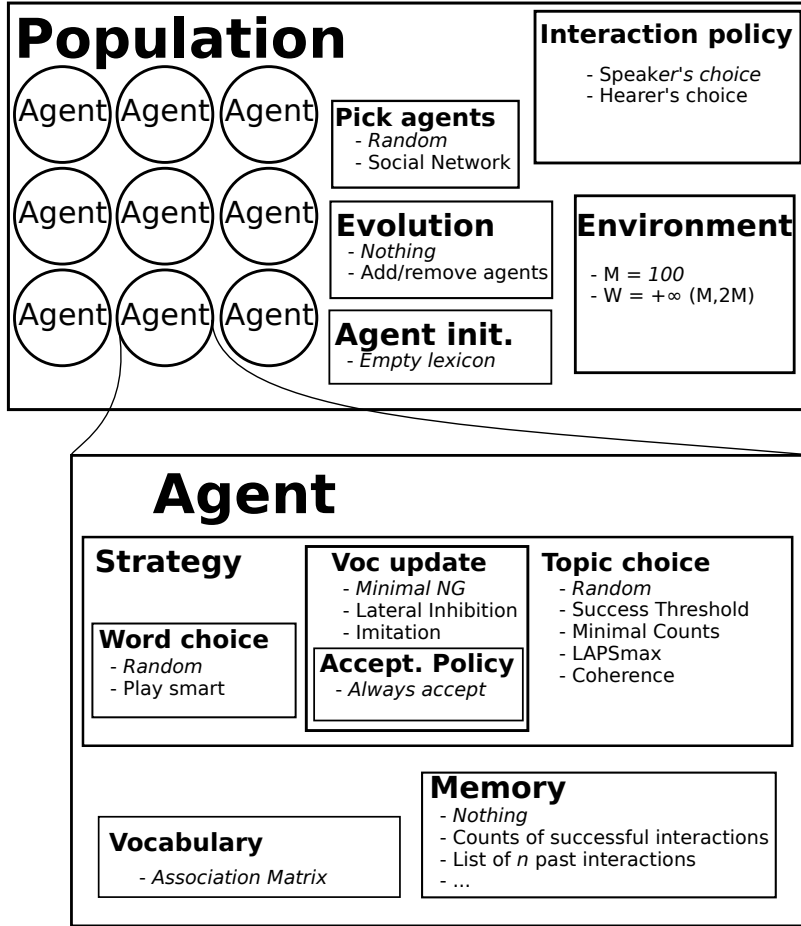 Population
Agent Agent Agent
Agent Agent Agent
Agent Agent Agent
Pick agents
- Random
- Social Network
Evolution
- Nothing
- Add/remove agents
Agent init.
- Empty lexicon
Interaction policy
- Speaker's choice
- Hearer's choice
Environment
- M = 100
- W = +∞ (M,2M)
Agent
Strategy
Word choice
- Random
- Play smart
Voc update
- Minimal NG
- Lateral Inhibition
- Imitation
Accept. Policy
- Always accept
Topic choice
- Random
- Success Threshold
- Minimal Counts
- LAPSmax
- Coherence
Vocabulary
- Association Matrix
Memory
- Nothing
- Counts of successful interactions
- List of n past interactions
- ...